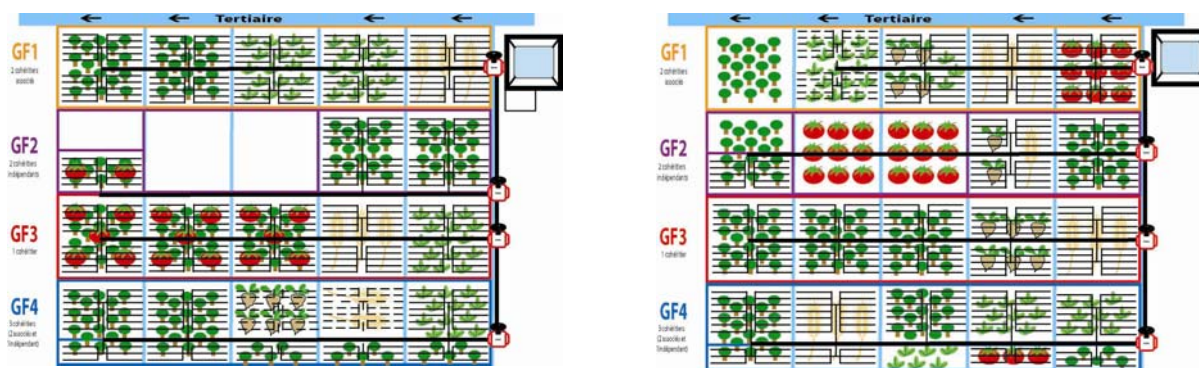 Tertiaire
GF1
2 cohéritiers
associés
GF2
2 cohéritiers
indépendants
GF3
1 cohéritier
GF4
3 cohéritiers
(2 associés et
1 indépendant)
Tertiaire
GF1
2 cohéritiers
associés
GF2
2 cohéritiers
indépendants
GF3
1 cohéritier
GF4
3 cohéritiers
(2 associés et
1 indépendant)